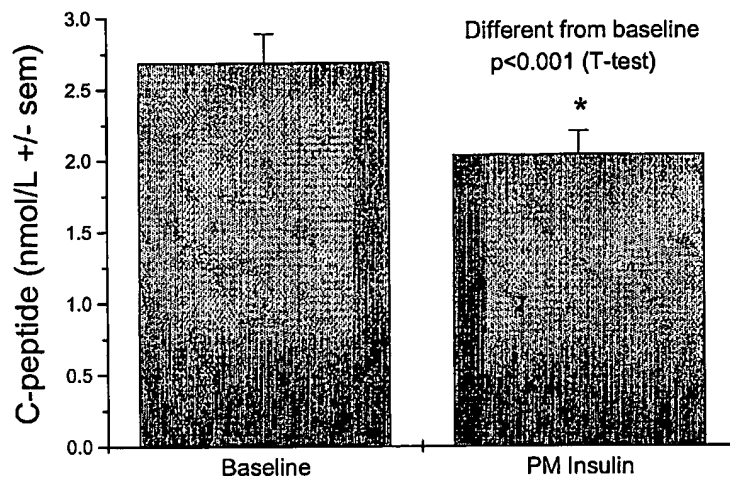 C-peptide (nmol/L +/- sem)
3.0
2.5
2.0
1.5
1.0
0.5
0.0
Different from baseline
p<0.001 (T-test)
*
Baseline
PM Insulin